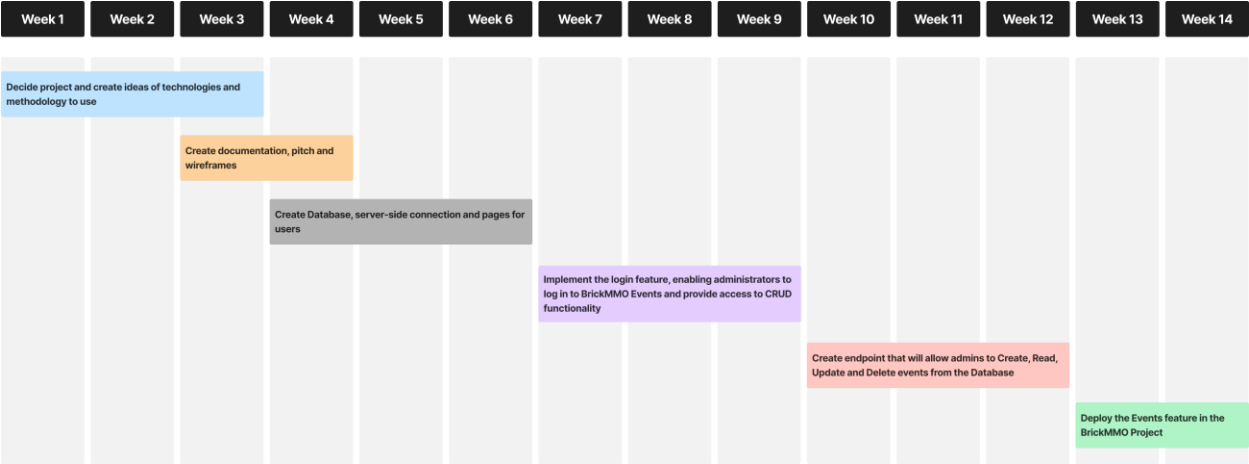 Week 1
Week 2
Week 3
Week 4
Week 5
Week 6
Week 7
Week 8
Week 9
Week 10
Week 11
Week 12
Week 13
Week 14
Decide project and create ideas of technologies and
methodology to use
Create documentation, pitch and
wireframes
Create Database, server-side connection and pages for
users
Implement the login feature, enabling administrators to
log in to BrickMMO Events and provide access to CRUD
functionality
Create endpoint that will allow admins to Create, Read,
Update and Delete events from the Database
Deploy the Events feature in the
BrickMMO Project